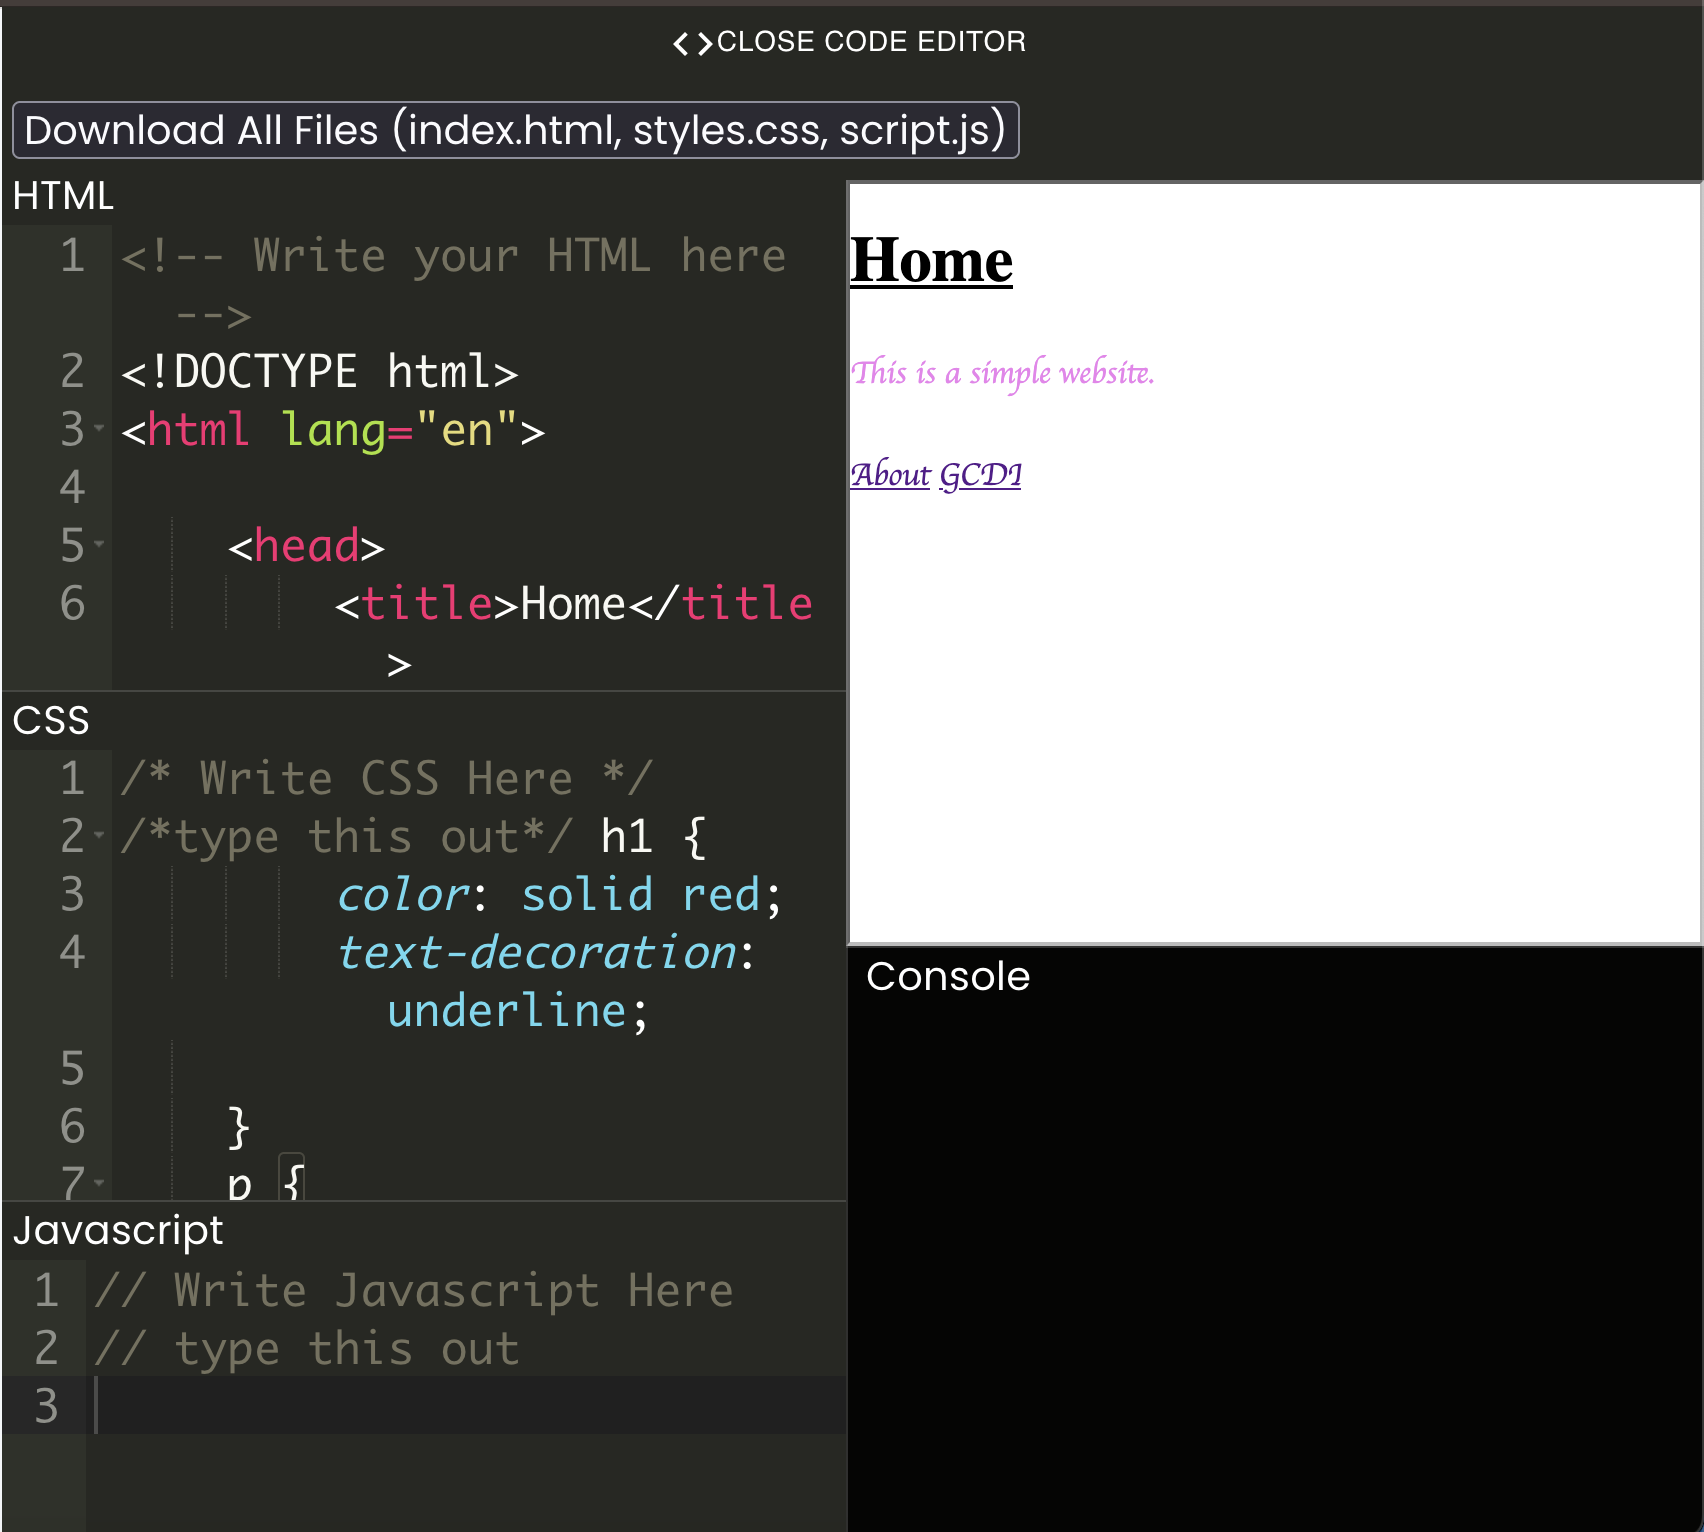 <>CLOSE CODE EDITOR
Download All Files (index.html, styles.css, script.js)
HTML
1 <!-- Write your HTML here
-->
2 <!DOCTYPE html>
3 <html lang="en">
4
5 <head>
6 <title>Home</title
>
CSS
1 /* Write CSS Here */
2 /*type this out*/ h1 {
3 color: solid red;
4 text-decoration:
underline;
5
6 }
7 p {
Javascript
1 // Write Javascript Here
2 // type this out
3
Home
This is a simple website.
About GCDI
Console